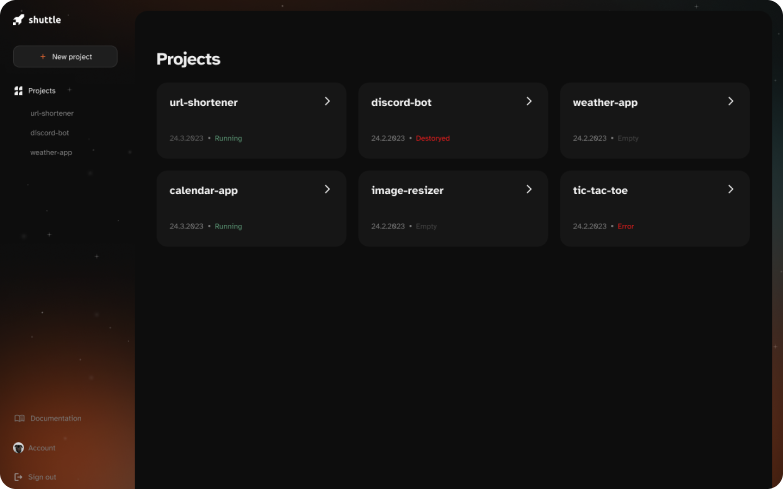 shuttle
+ New project
Projects
url-shortener
discord-bot
weather-app
Documentation
Account
Sign out
Projects
url-shortener
24.3.2023 • Running
discord-bot
24.2.2023 • Destoryed
weather-app
24.2.2023 • Empty
calendar-app
24.3.2023 • Running
image-resizer
24.2.2023 • Empty
tic-tac-toe
24.2.2023 • Error